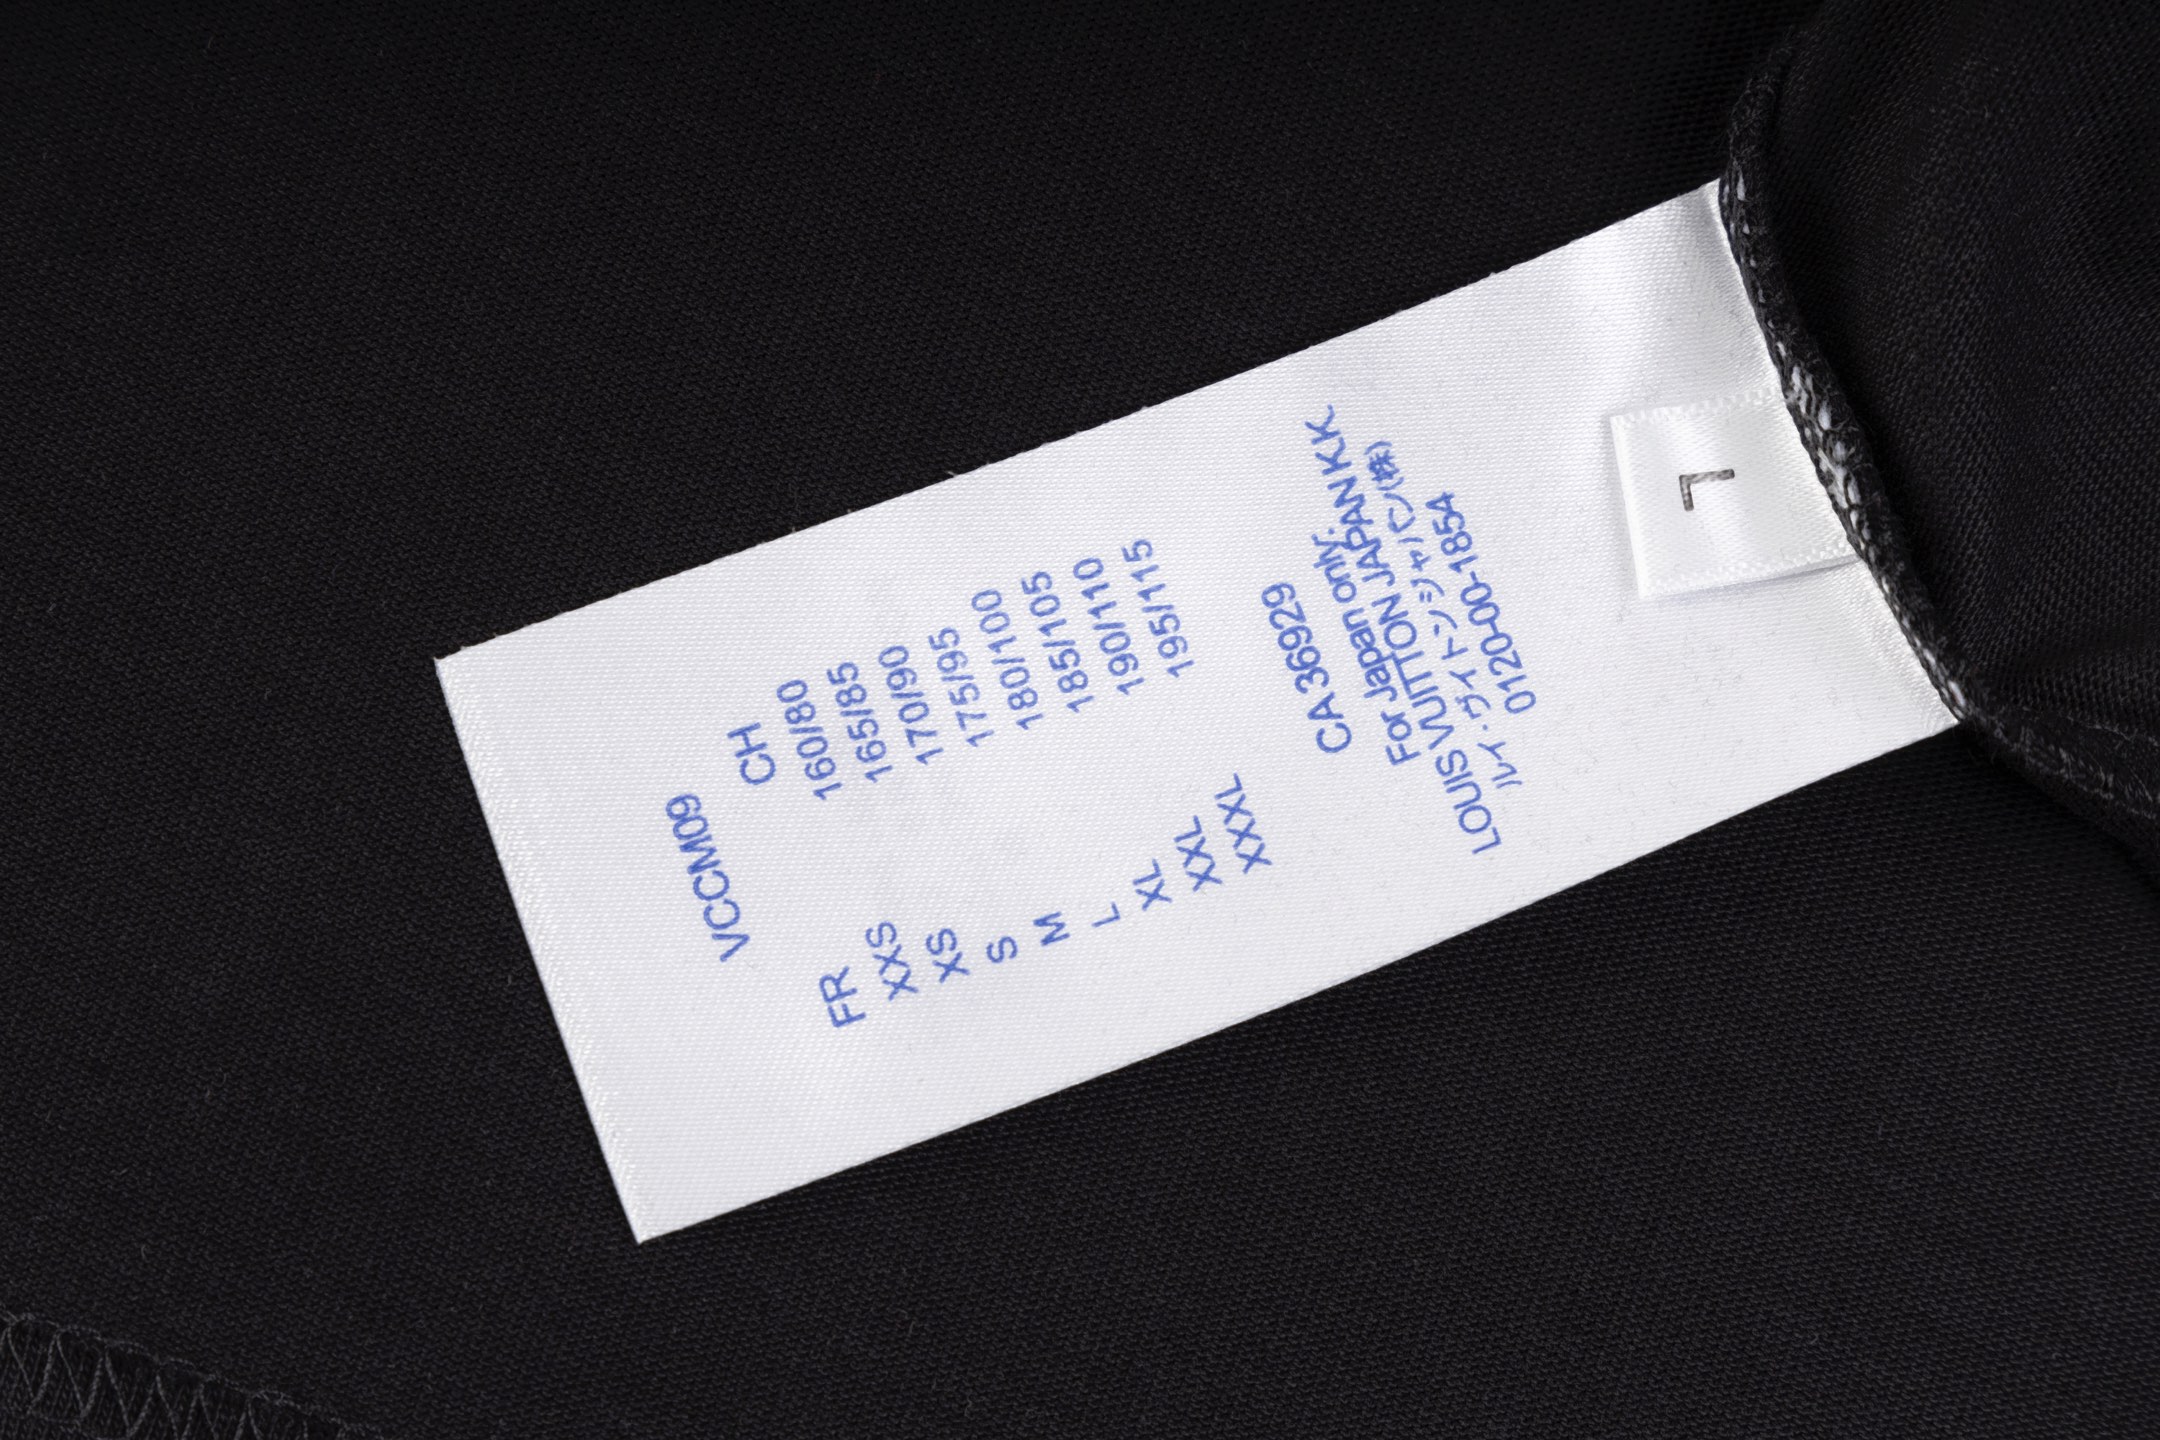 VCCM09
FR CH
XXS 160/80
XS 165/85
S 170/90
M 175/95
L 180/100
XL 185/105
XXL 190/110
XXXL 195/115
CA 36929
For Japan only:
LOUIS VUITTON JAPAN KK.
ルイ・ヴィトンジャパン(株)
0120-00-1854
L